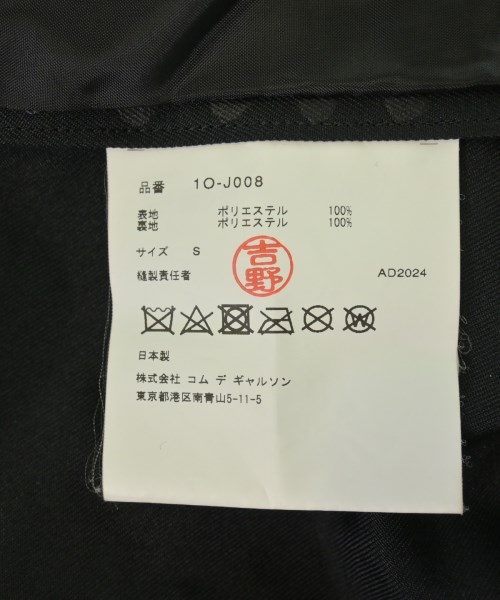 品番 10-J008
表地 ポリエステル 100%
裏地 ポリエステル 100%
サイズ S
吉野
縫製責任者 AD2024
日本製
株式会社 コム デ ギャルソン
東京都港区南青山5-11-5